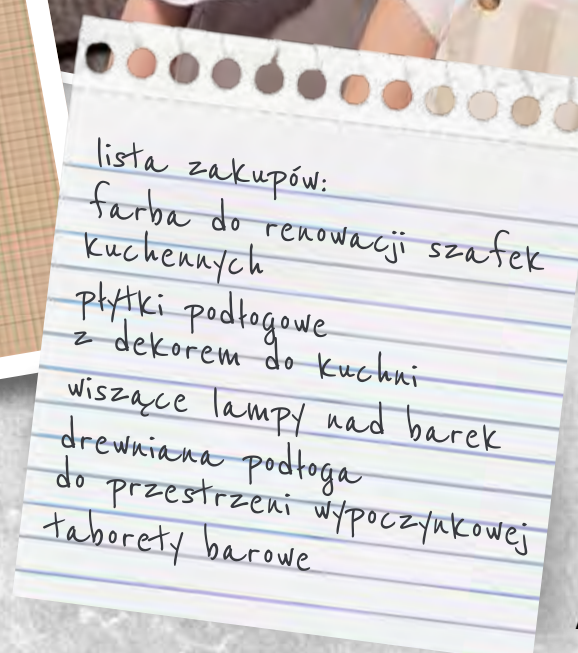 lista zakupów:
farba do renowacji szafek
kuchennych
płytki podłogowe
z dekorem do kuchni
wiszące lampy nad barek
drewniana podłoga
do przestrzeni wypoczynkowej
taborety barowe